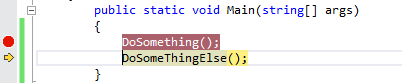 public static void Main(string[] args)
{
DoSomething();
DoSomeThingElse();
}